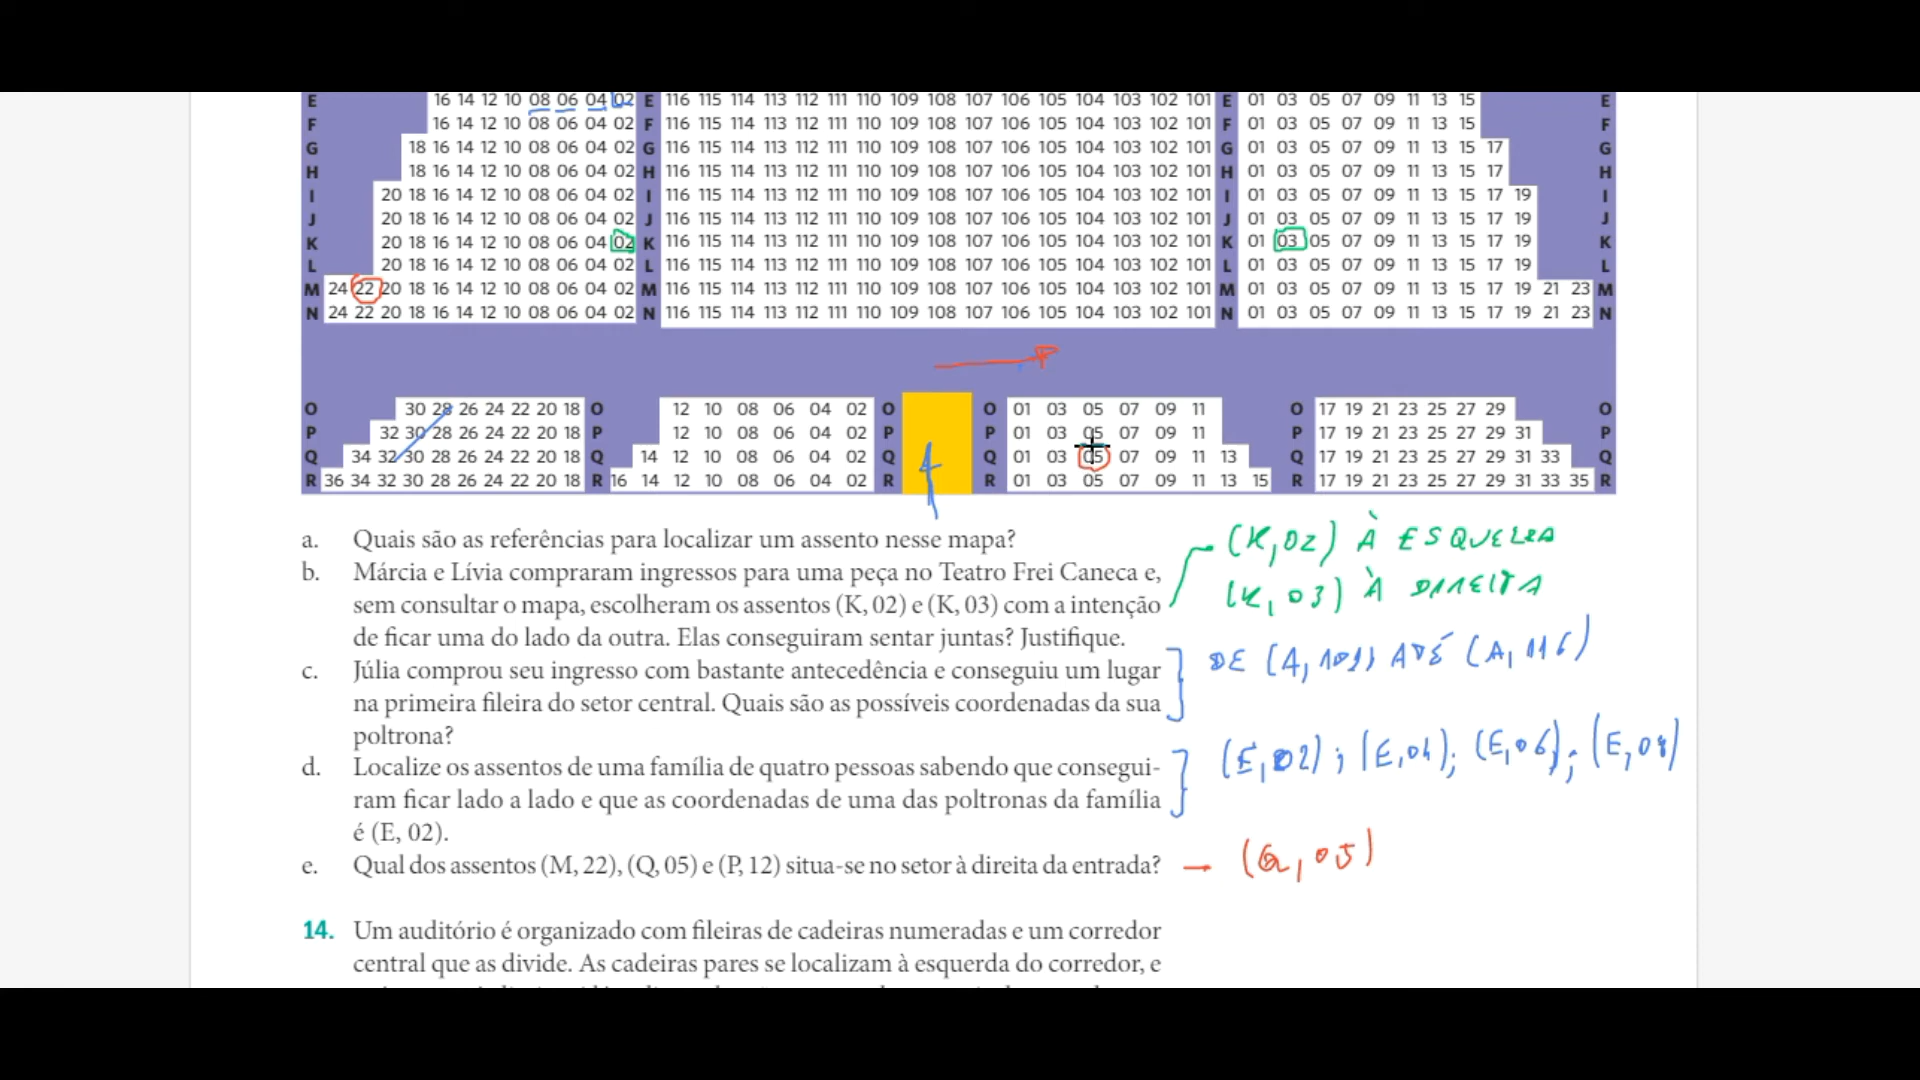 E 16 14 12 10 08 06 04 02 E 116 115 114 113 112 111 110 109 108 107 106 105 104 103 102 101 E 01 03 05 07 09 11 13 15 E
F 16 14 12 10 08 06 04 02 F 116 115 114 113 112 111 110 109 108 107 106 105 104 103 102 101 F 01 03 05 07 09 11 13 15 F
G 18 16 14 12 10 08 06 04 02 G 116 115 114 113 112 111 110 109 108 107 106 105 104 103 102 101 G 01 03 05 07 09 11 13 15 17 G
H 18 16 14 12 10 08 06 04 02 H 116 115 114 113 112 111 110 109 108 107 106 105 104 103 102 101 H 01 03 05 07 09 11 13 15 17 H
I 20 18 16 14 12 10 08 06 04 02 I 116 115 114 113 112 111 110 109 108 107 106 105 104 103 102 101 I 01 03 05 07 09 11 13 15 17 19 I
J 20 18 16 14 12 10 08 06 04 02 J 116 115 114 113 112 111 110 109 108 107 106 105 104 103 102 101 J 01 03 05 07 09 11 13 15 17 19 J
K 20 18 16 14 12 10 08 06 04 02 K 116 115 114 113 112 111 110 109 108 107 106 105 104 103 102 101 K 01 03 05 07 09 11 13 15 17 19 K
L 20 18 16 14 12 10 08 06 04 02 L 116 115 114 113 112 111 110 109 108 107 106 105 104 103 102 101 L 01 03 05 07 09 11 13 15 17 19 L
M 24 22 20 18 16 14 12 10 08 06 04 02 M 116 115 114 113 112 111 110 109 108 107 106 105 104 103 102 101 M 01 03 05 07 09 11 13 15 17 19 21 23 M
N 24 22 20 18 16 14 12 10 08 06 04 02 N 116 115 114 113 112 111 110 109 108 107 106 105 104 103 102 101 N 01 03 05 07 09 11 13 15 17 19 21 23 N
O 30 28 26 24 22 20 18 O 12 10 08 06 04 02 O O 01 03 05 07 09 11 O 17 19 21 23 25 27 29 O
P 32 30 28 26 24 22 20 18 P 12 10 08 06 04 02 P P 01 03 05 07 09 11 P 17 19 21 23 25 27 29 31 P
Q 34 32 30 28 26 24 22 20 18 Q 14 12 10 08 06 04 02 Q Q 01 03 05 07 09 11 13 Q 17 19 21 23 25 27 29 31 33 Q
R 36 34 32 30 28 26 24 22 20 18 R 16 14 12 10 08 06 04 02 R R 01 03 05 07 09 11 13 15 R 17 19 21 23 25 27 29 31 33 35 R
a. Quais são as referências para localizar um assento nesse mapa?
b. Márcia e Lívia compraram ingressos para uma peça no Teatro Frei Caneca e,
sem consultar o mapa, escolheram os assentos (K, 02) e (K, 03) com a intenção
de ficar uma do lado da outra. Elas conseguiram sentar juntas? Justifique.
(K,02) À ESQUERDA
(K,03) À DIREITA
c. Júlia comprou seu ingresso com bastante antecedência e conseguiu um lugar
na primeira fileira do setor central. Quais são as possíveis coordenadas da sua
poltrona?
DE (A,101) ATÉ (A,116)
d. Localize os assentos de uma família de quatro pessoas sabendo que consegui-
ram ficar lado a lado e que as coordenadas de uma das poltronas da família
é (E, 02).
(E,02); (E,04); (E,06); (E,08)
e. Qual dos assentos (M, 22), (Q, 05) e (P, 12) situa-se no setor à direita da entrada?
(Q,05)
14. Um auditório é organizado com fileiras de cadeiras numeradas e um corredor
central que as divide. As cadeiras pares se localizam à esquerda do corredor, e